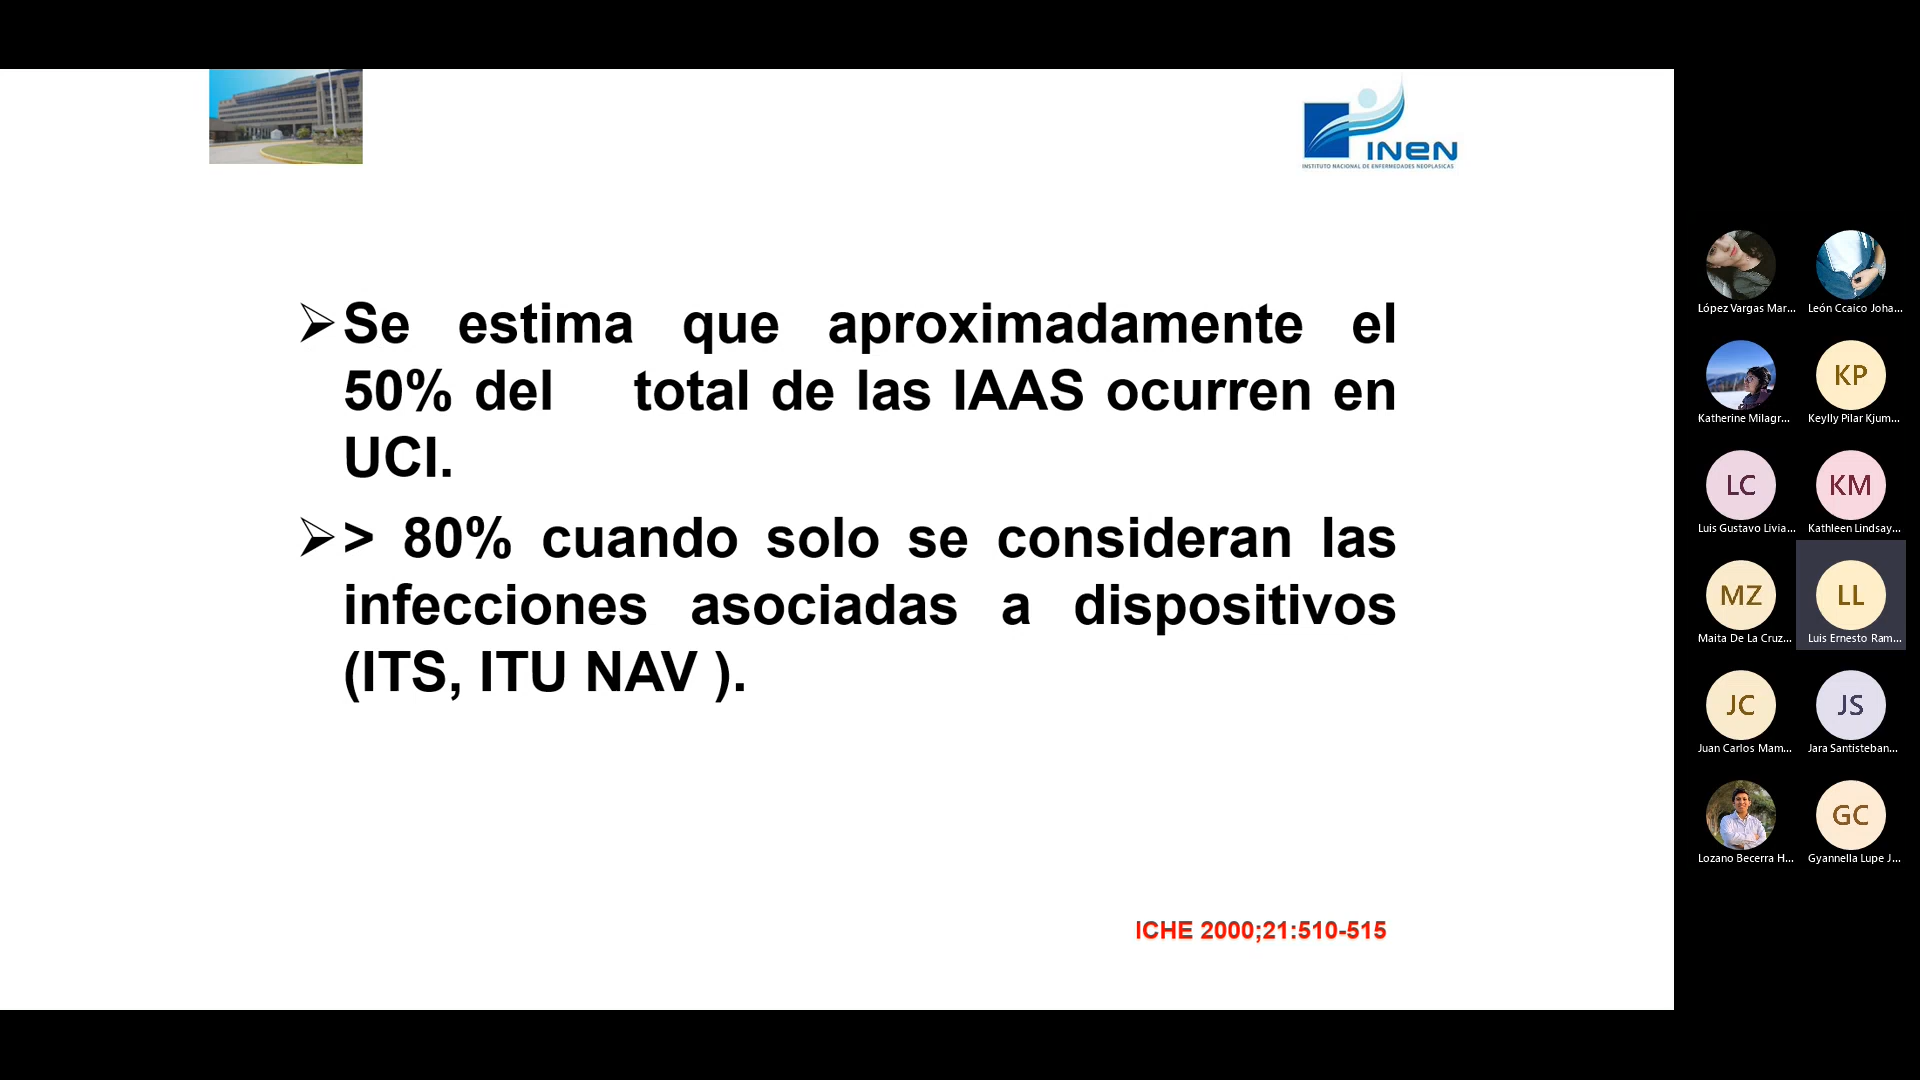 INEN
INSTITUTO NACIONAL DE ENFERMEDADES NEOPLASICAS
➢Se estima que aproximadamente el
50% del total de las IAAS ocurren en
UCI.
➢> 80% cuando solo se consideran las
infecciones asociadas a dispositivos
(ITS, ITU NAV ).
ICHE 2000;21:510-515
López Vargas Mar...
León Ccaico Joha...
Katherine Milagr...
KP
Keylly Pilar Kjum...
LC
Luis Gustavo Livia...
KM
Kathleen Lindsay...
MZ
Maita De La Cruz...
LL
Luis Ernesto Ram...
JC
Juan Carlos Mam...
JS
Jara Santisteban...
Lozano Becerra H...
GC
Gyannella Lupe J...